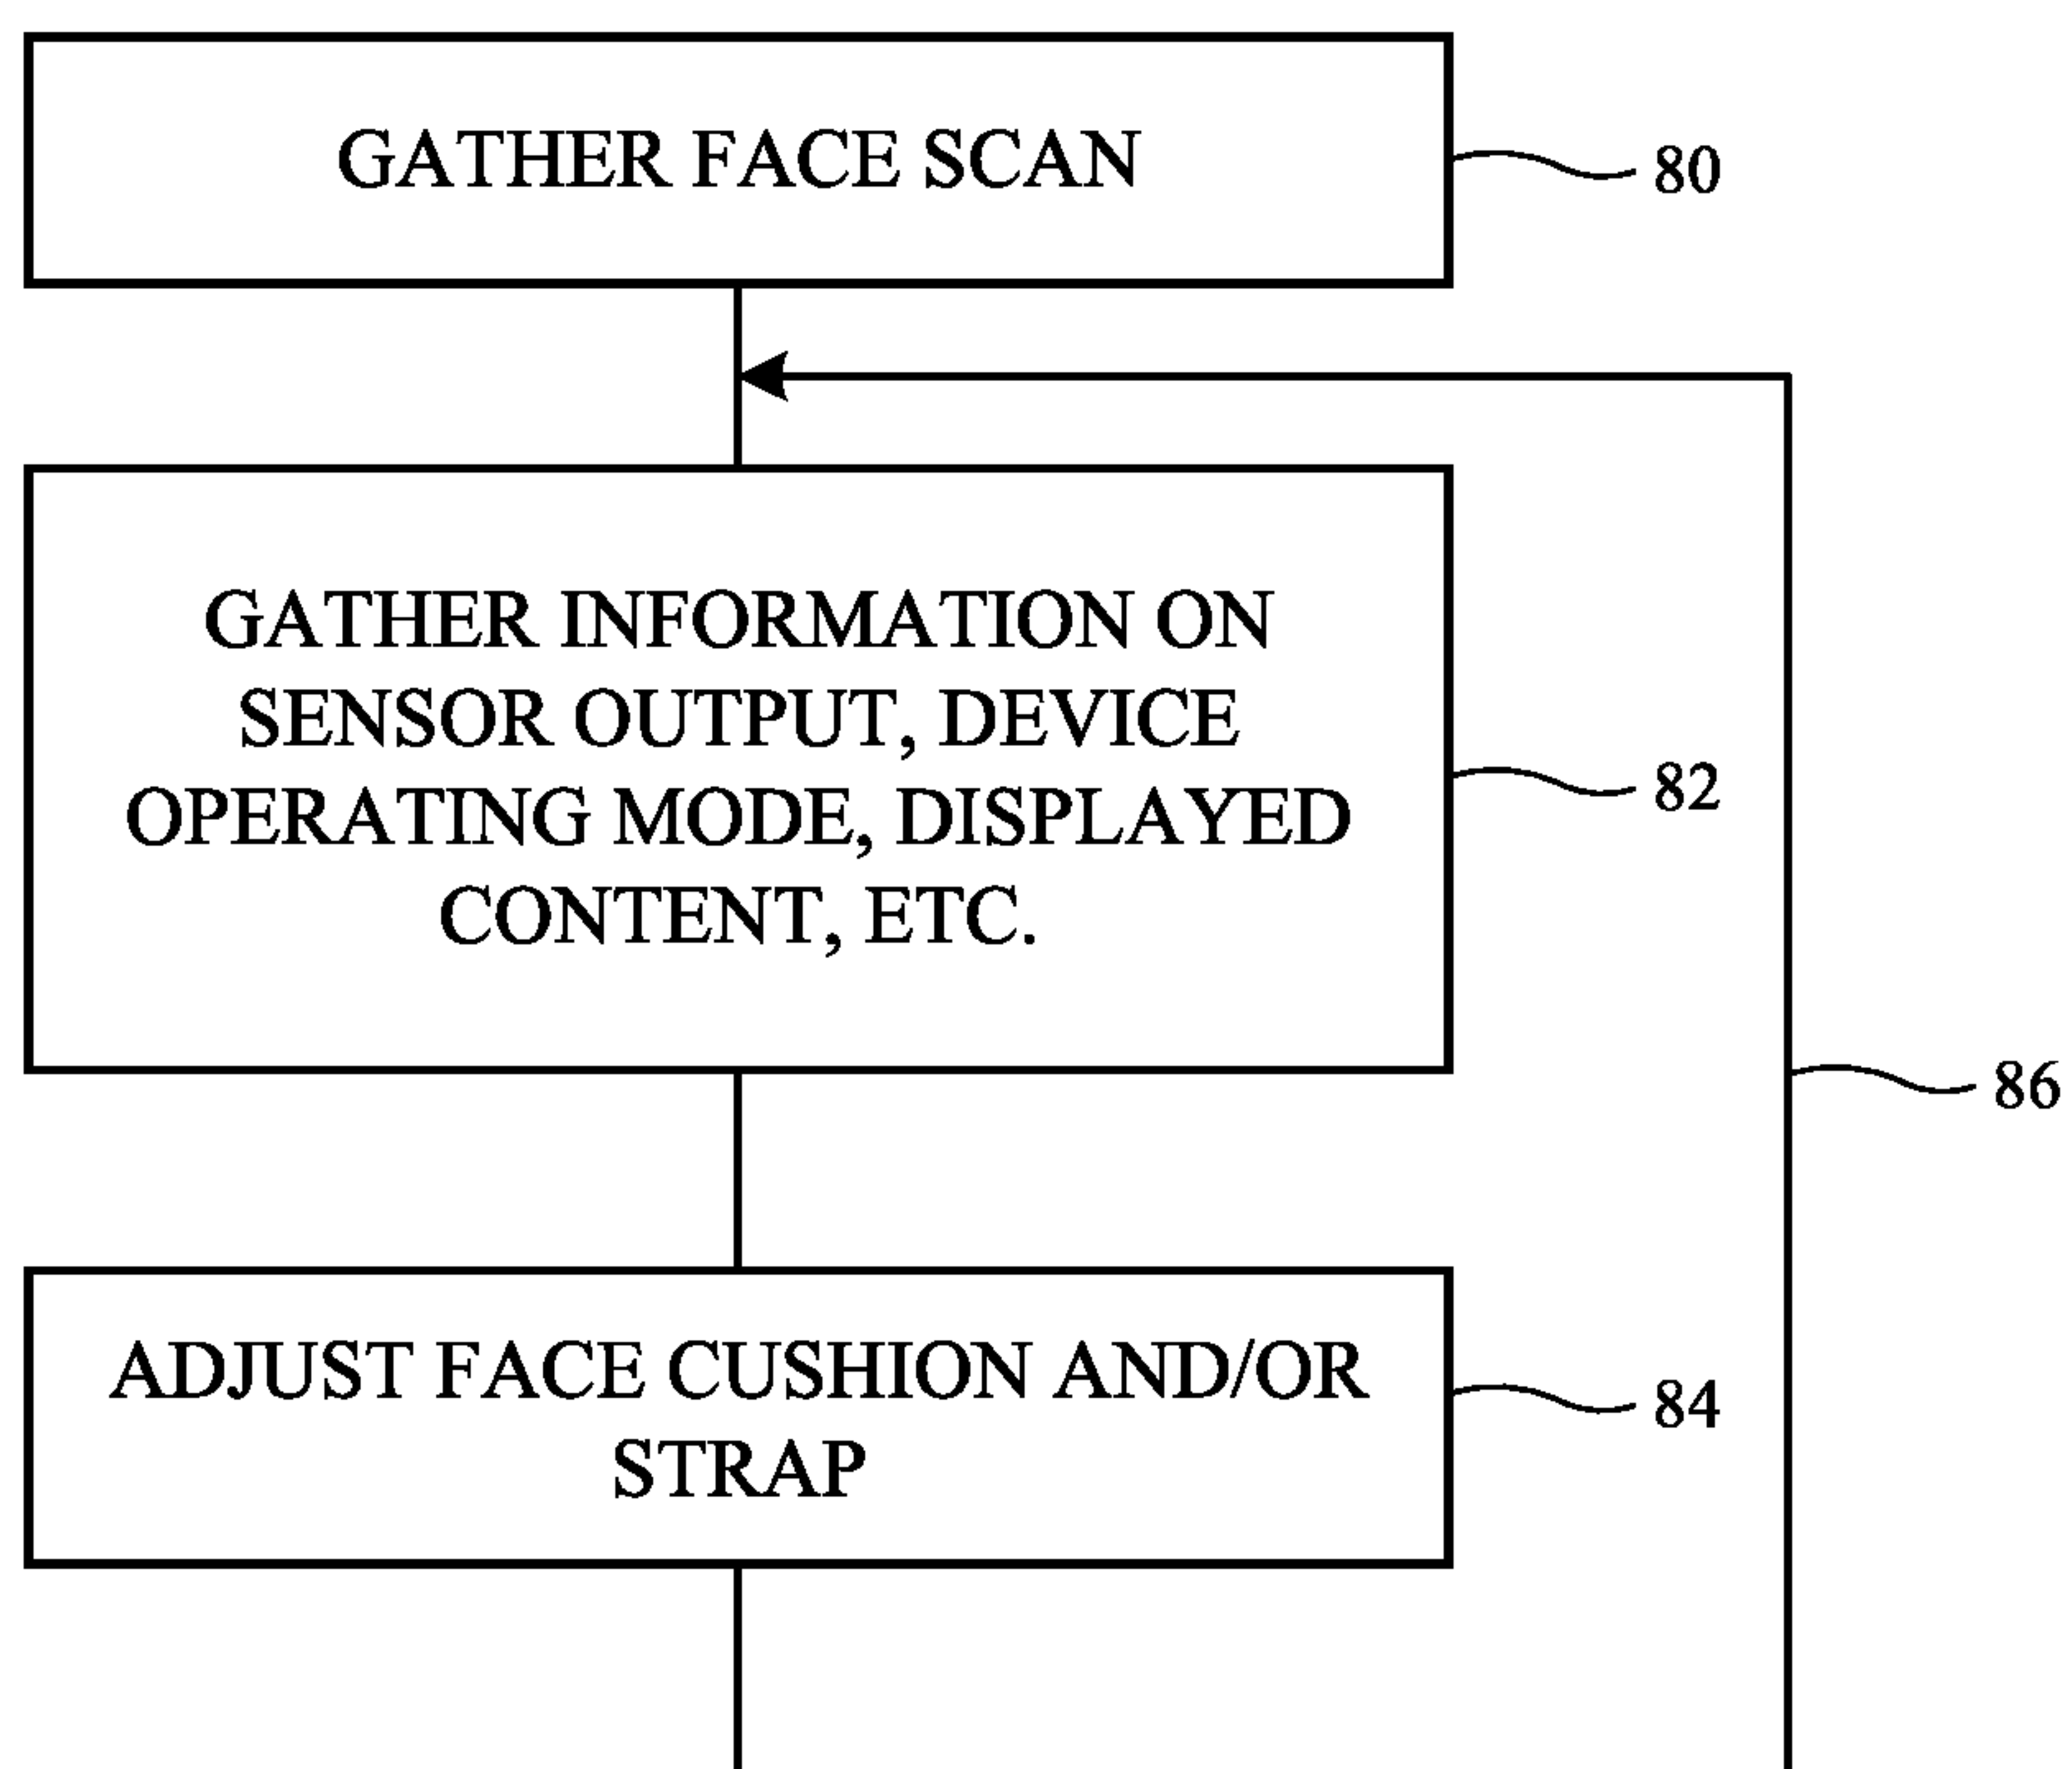 GATHER FACE SCAN
80
GATHER INFORMATION ON
SENSOR OUTPUT, DEVICE
OPERATING MODE, DISPLAYED
CONTENT, ETC.
82
86
ADJUST FACE CUSHION AND/OR
STRAP
84